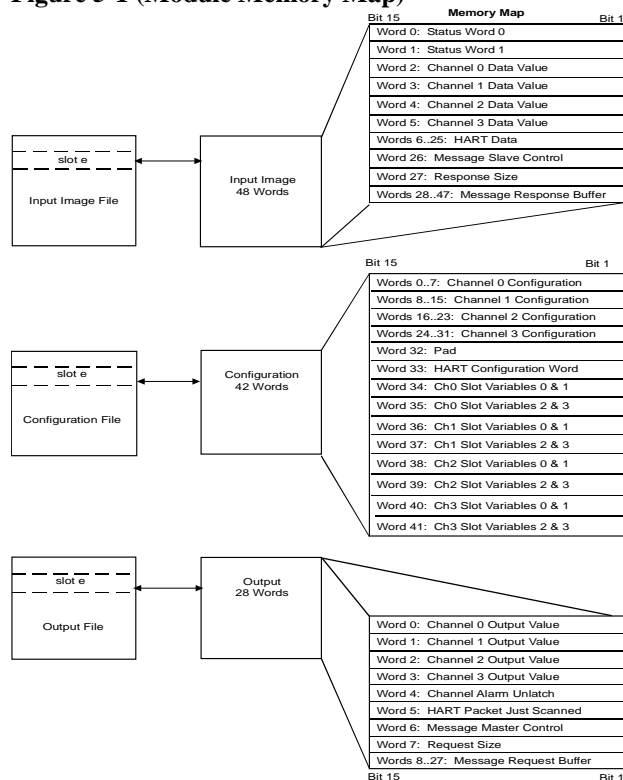 Figure 3-1 (Module Memory Map)
Bit 15 Memory Map Bit 1
Word 0: Status Word 0
Word 1: Status Word 1
Word 2: Channel 0 Data Value
Word 3: Channel 1 Data Value
Word 4: Channel 2 Data Value
Word 5: Channel 3 Data Value
Words 6..25: HART Data
Word 26: Message Slave Control
Word 27: Response Size
Words 28..47: Message Response Buffer
slot e
Input Image File
Input Image
48 Words
Bit 15 Bit 1
Words 0..7: Channel 0 Configuration
Words 8..15: Channel 1 Configuration
Words 16..23: Channel 2 Configuration
Words 24..31: Channel 3 Configuration
Word 32: Pad
Word 33: HART Configuration Word
Word 34: Ch0 Slot Variables 0 & 1
Word 35: Ch0 Slot Variables 2 & 3
Word 36: Ch1 Slot Variables 0 & 1
Word 37: Ch1 Slot Variables 2 & 3
Word 38: Ch2 Slot Variables 0 & 1
Word 39: Ch2 Slot Variables 2 & 3
Word 40: Ch3 Slot Variables 0 & 1
Word 41: Ch3 Slot Variables 2 & 3
slot e
Configuration File
Configuration
42 Words
slot e
Output File
Output
28 Words
Word 0: Channel 0 Output Value
Word 1: Channel 1 Output Value
Word 2: Channel 2 Output Value
Word 3: Channel 3 Output Value
Word 4: Channel Alarm Unlatch
Word 5: HART Packet Just Scanned
Word 6: Message Master Control
Word 7: Request Size
Words 8..27: Message Request Buffer
Bit 15 Bit 1